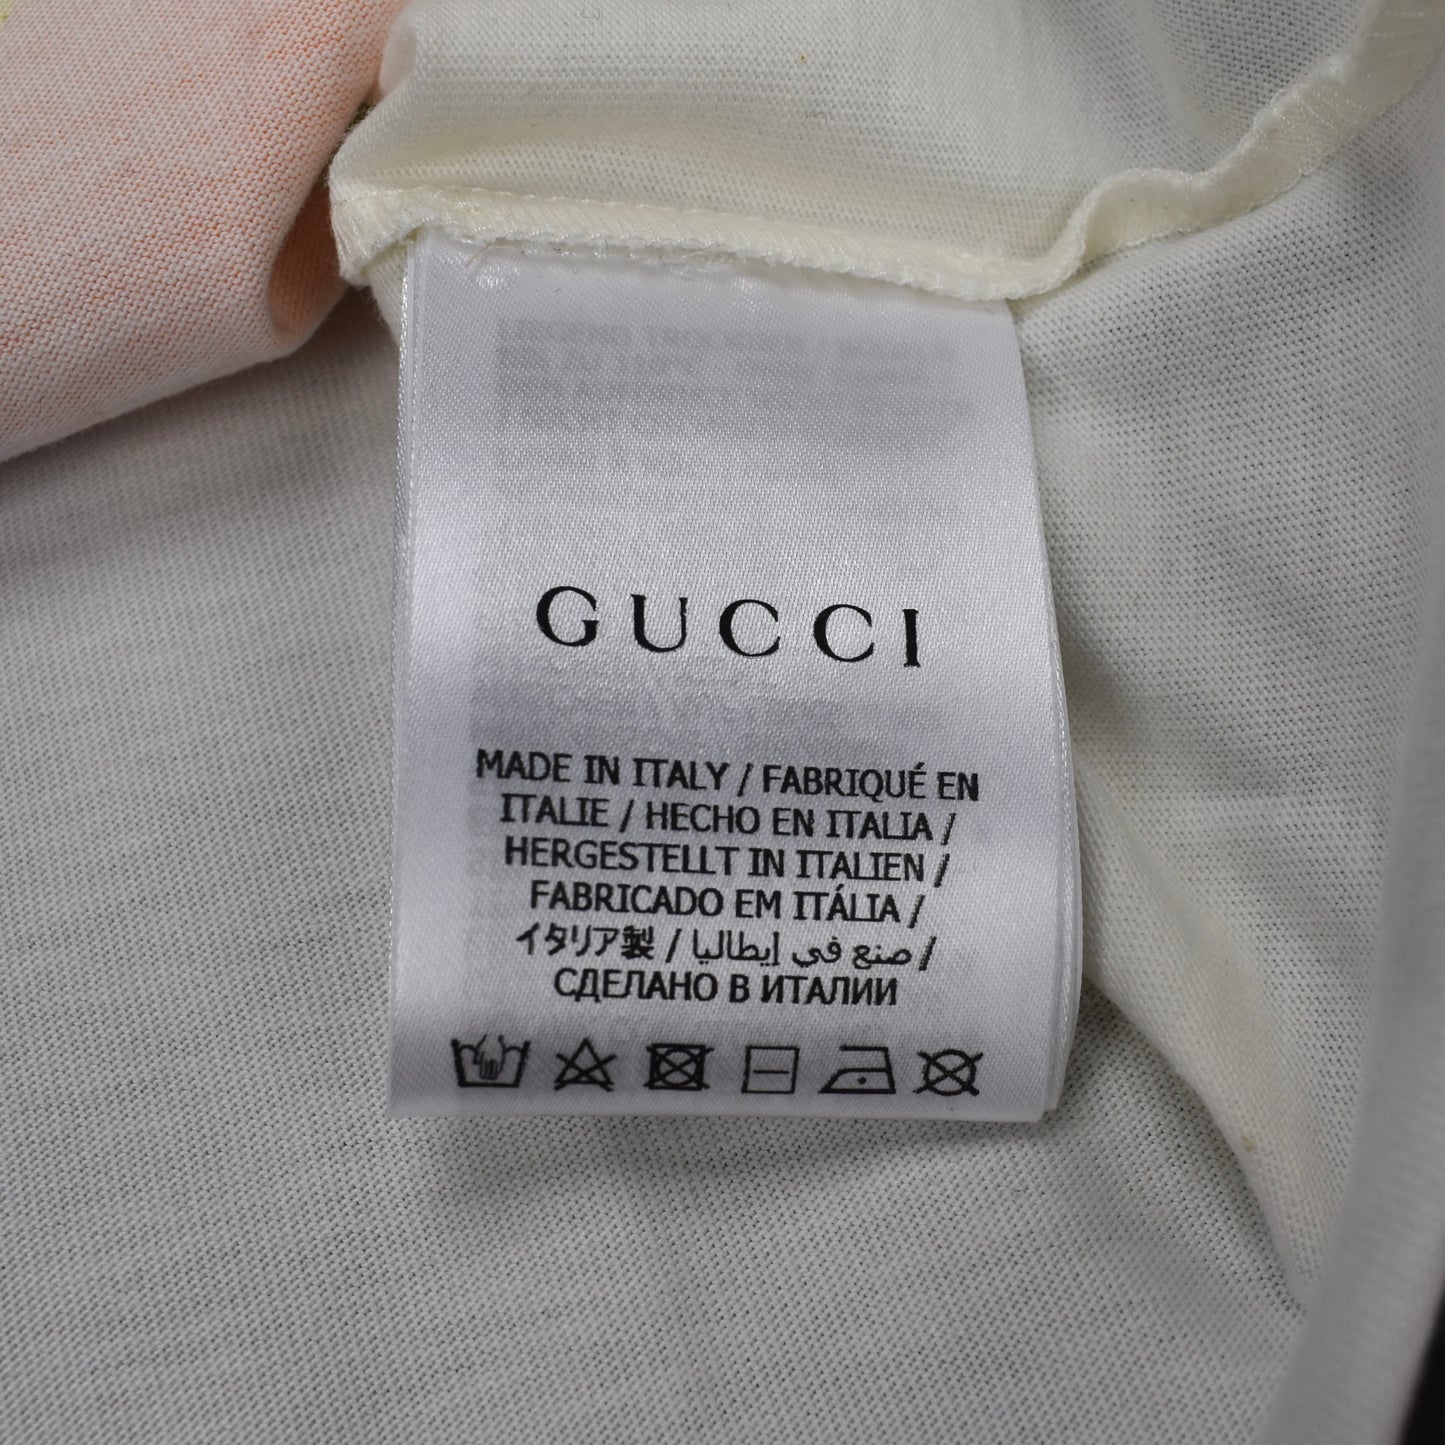 GUCCI
MADE IN ITALY / FABRIQUÉ EN
ITALIE / HECHO EN ITALIA /
HERGESTELLT IN ITALIEN /
FABRICADO EM ITÁLIA /
イタリア製 / صنع في إيطاليا /
СДЕЛАНО В ИТАЛИИ